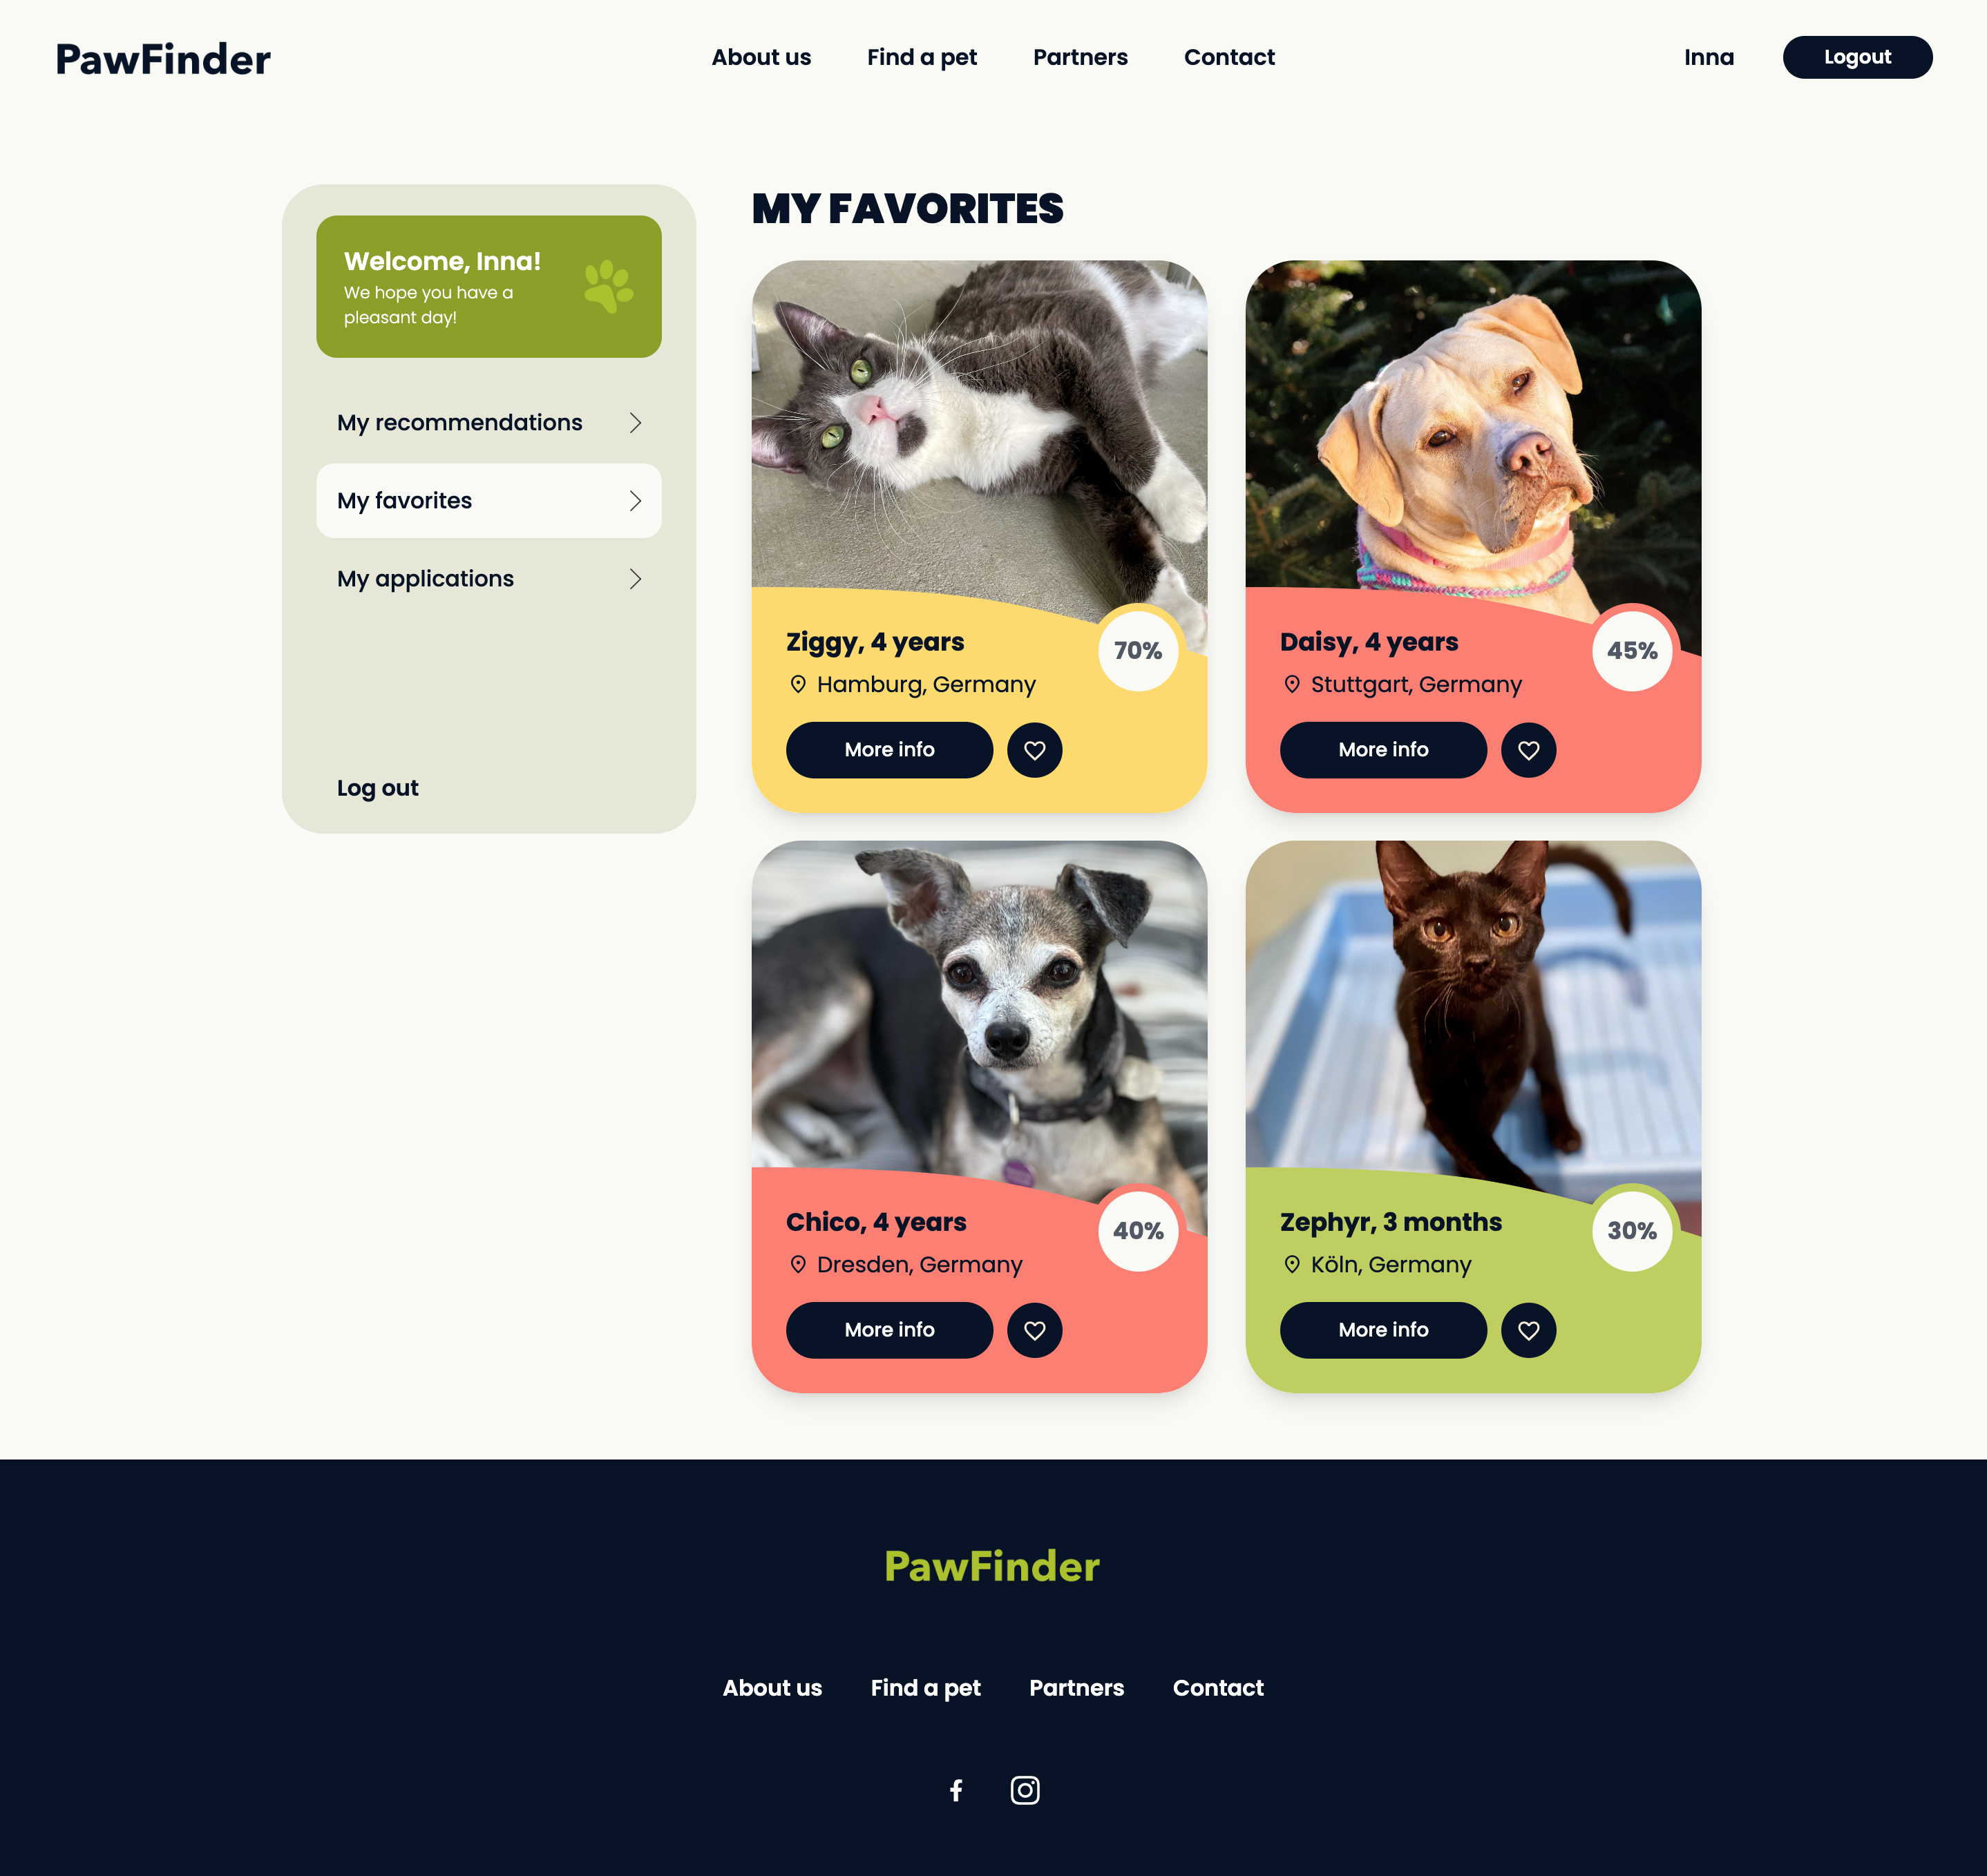 PawFinder
About us
Find a pet
Partners
Contact
Inna
Logout
Welcome, Inna!
We hope you have a
pleasant day!
My recommendations
My favorites
My applications
Log out
MY FAVORITES
Ziggy, 4 years
70%
Hamburg, Germany
More info
Daisy, 4 years
45%
Stuttgart, Germany
More info
Chico, 4 years
40%
Dresden, Germany
More info
Zephyr, 3 months
30%
Köln, Germany
More info
PawFinder
About us
Find a pet
Partners
Contact